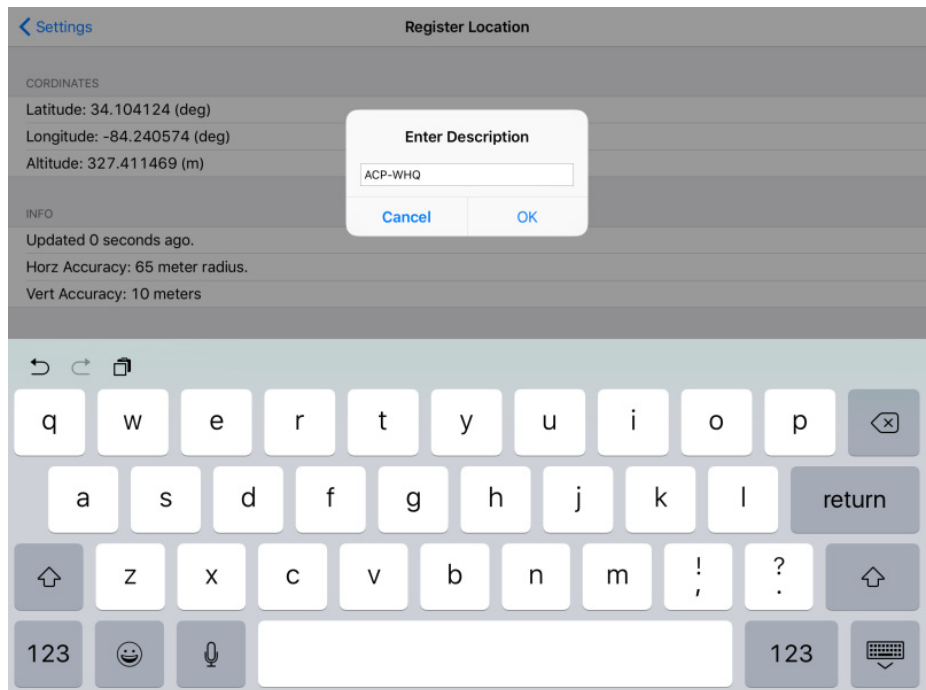 Settings
Register Location
CORDINATES
Latitude: 34.104124 (deg)
Longitude: -84.240574 (deg)
Altitude: 327.411469 (m)
Enter Description
ACP-WHQ
Cancel OK
INFO
Updated 0 seconds ago.
Horz Accuracy: 65 meter radius.
Vert Accuracy: 10 meters
q w e r t y u i o p
a s d f g h j k l return
z x c v b n m ! , ? .
123 123